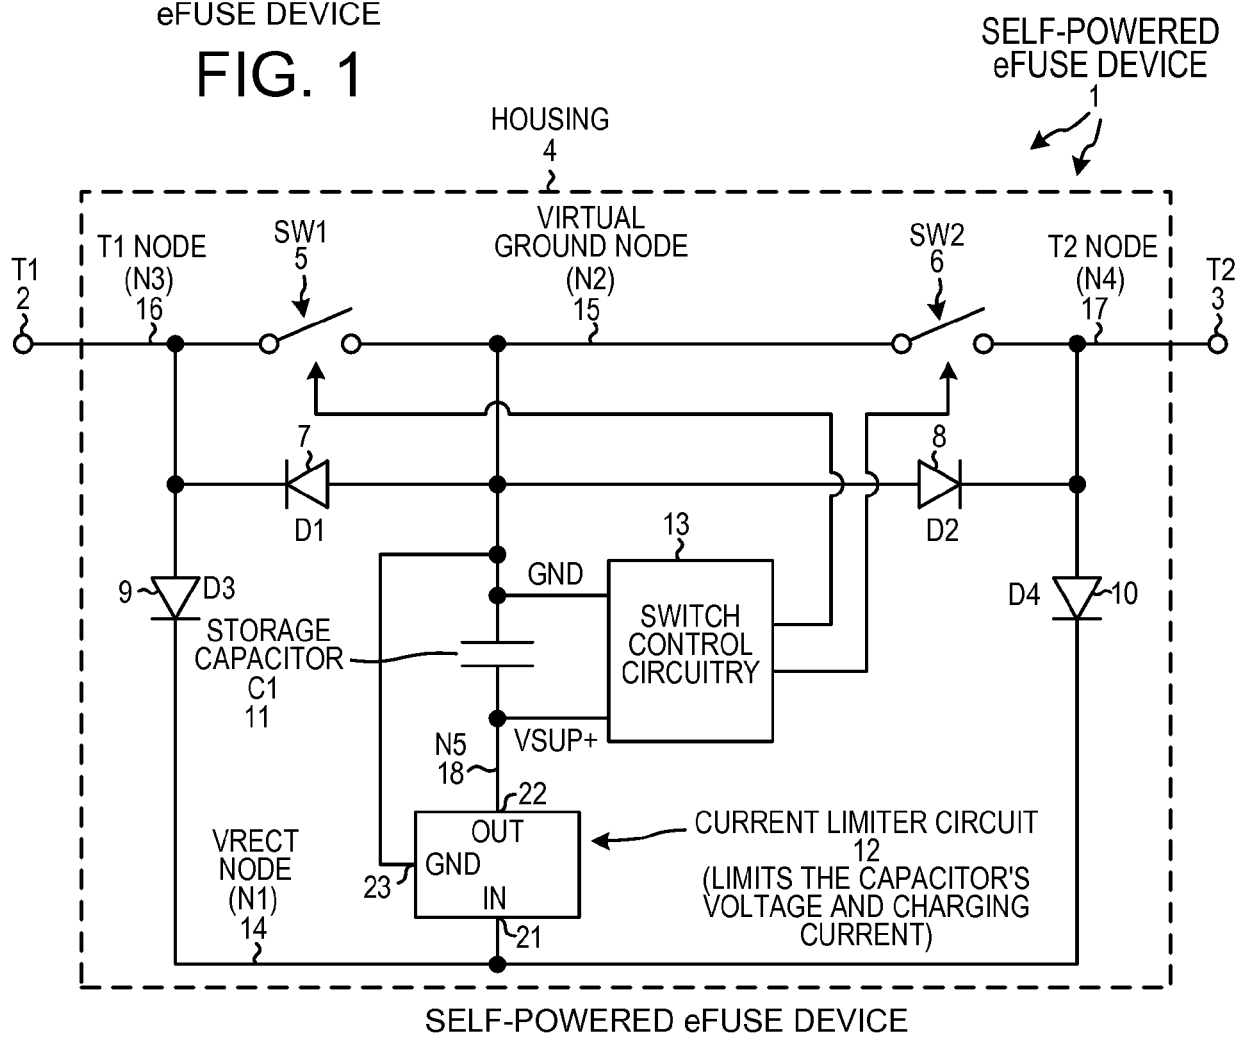 eFUSE DEVICE
FIG. 1
SELF-POWERED
eFUSE DEVICE
1
HOUSING
4
T1
2
T1 NODE
(N3)
16
SW1
5
VIRTUAL
GROUND NODE
(N2)
15
SW2
6
T2 NODE
(N4)
17
T2
3
7
D1
8
D2
9
D3
D4
10
13
GND
SWITCH
CONTROL
CIRCUITRY
VSUP+
STORAGE
CAPACITOR
C1
11
N5
18
22
OUT
GND
23
IN
21
CURRENT LIMITER CIRCUIT
12
(LIMITS THE CAPACITOR'S
VOLTAGE AND CHARGING
CURRENT)
VRECT
NODE
(N1)
14
SELF-POWERED eFUSE DEVICE